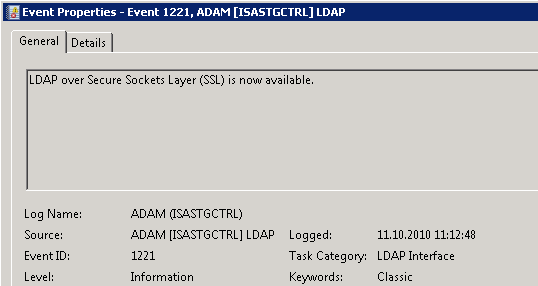 Event Properties - Event 1221, ADAM [ISASTGCTRL] LDAP
General Details
LDAP over Secure Sockets Layer (SSL) is now available.
Log Name: ADAM (ISASTGCTRL)
Source: ADAM [ISASTGCTRL] LDAP Logged: 11.10.2010 11:12:48
Event ID: 1221 Task Category: LDAP Interface
Level: Information Keywords: Classic